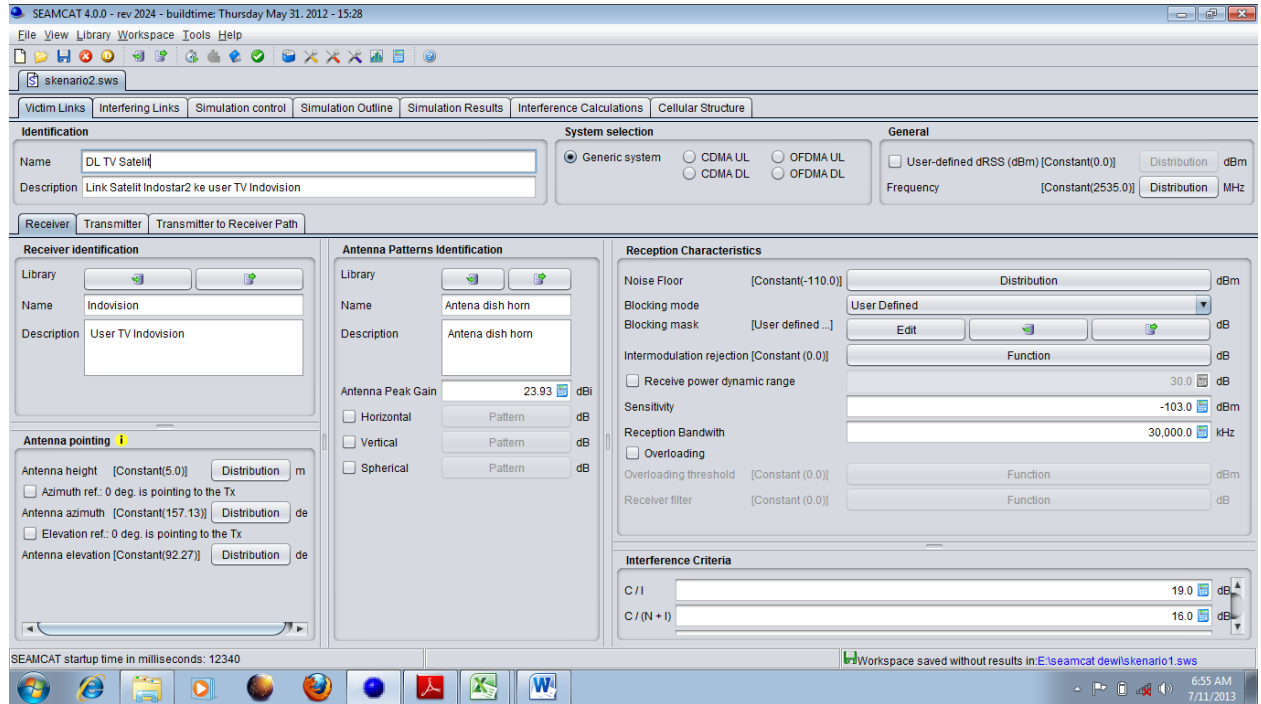 SEAMCAT 4.0.0 - rev 2024 - buildtime: Thursday May 31. 2012 - 15:28
File View Library Workspace Tools Help
skenario2.sws
Victim Links Interfering Links Simulation control Simulation Outline Simulation Results Interference Calculations Cellular Structure
Identification
Name DL TV Satelit
Description Link Satelit Indostar2 ke user TV Indovision
System selection
Generic system CDMA UL OFDMA UL
CDMA DL OFDMA DL
General
User-defined dRSS (dBm) [Constant(0.0)] Distribution dBm
Frequency [Constant(2535.0)] Distribution MHz
Receiver Transmitter Transmitter to Receiver Path
Receiver identification
Library
Name Indovision
Description User TV Indovision
Antenna pointing i
Antenna height [Constant(5.0)] Distribution m
Azimuth ref.: 0 deg. is pointing to the Tx
Antenna azimuth [Constant(157.13)] Distribution de
Elevation ref.: 0 deg. is pointing to the Tx
Antenna elevation [Constant(92.27)] Distribution de
Antenna Patterns Identification
Library
Name Antena dish horn
Description Antena dish horn
Antenna Peak Gain 23.93 dBi
Horizontal Pattern dB
Vertical Pattern dB
Spherical Pattern dB
Reception Characteristics
Noise Floor [Constant(-110.0)] Distribution dBm
Blocking mode User Defined
Blocking mask [User defined ...] Edit dB
Intermodulation rejection [Constant (0.0)] Function dB
Receive power dynamic range 30.0 dB
Sensitivity -103.0 dBm
Reception Bandwith 30,000.0 kHz
Overloading
Overloading threshold [Constant (0.0)] Function dBm
Receiver filter [Constant (0.0)] Function dB
Interference Criteria
C / I 19.0 dB
C / (N + I) 16.0 dB
SEAMCAT startup time in milliseconds: 12340
Workspace saved without results in:E:\seamcat dewi\skenario1.sws
6:55 AM
7/11/2013